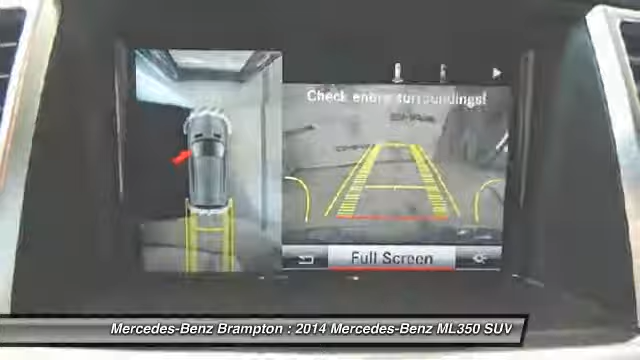 Check entire surroundings!
Full Screen
Mercedes-Benz Brampton : 2014 Mercedes-Benz ML350 SUV